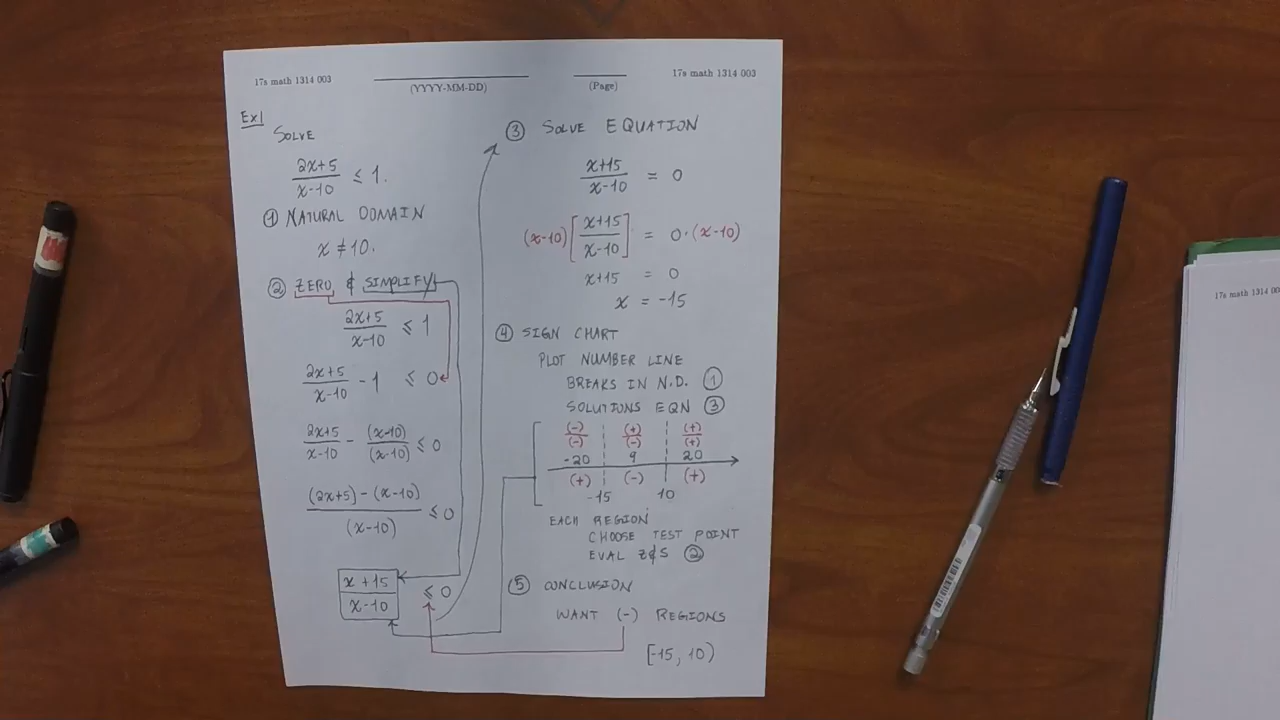 17s math 1314 003
(YYYY-MM-DD)
(Page)
17s math 1314 003
Ex1
SOLVE
2x+5/x-10 ≤ 1.
① NATURAL DOMAIN
x ≠ 10.
② ZERO & SIMPLIFY
2x+5/x-10 ≤ 1
2x+5/x-10 - 1 ≤ 0
2x+5/x-10 - (x-10)/(x-10) ≤ 0
(2x+5) - (x-10)/(x-10) ≤ 0
x+15/x-10 ≤ 0
③ SOLVE EQUATION
x+15/x-10 = 0
(x-10)[x+15/x-10] = 0·(x-10)
x+15 = 0
x = -15
④ SIGN CHART
PLOT NUMBER LINE
BREAKS IN N.D. ①
SOLUTIONS EQN ③
(-)/(-) (+)/(-) (+)/(+)
-20 9 20
(+) (-) (+)
-15 10
EACH REGION
CHOOSE TEST POINT
EVAL Z&S ②
⑤ CONCLUSION
WANT (-) REGIONS
[-15, 10)
17s math 1314 00